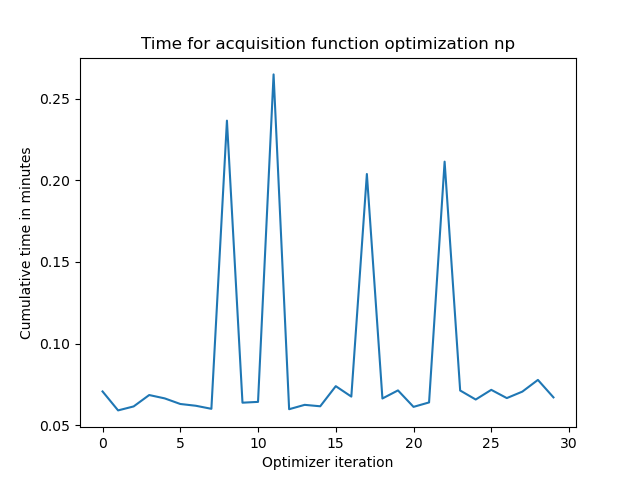 Time for acquisition function optimization np
Cumulative time in minutes
0.25
0.20
0.15
0.10
0.05
0 5 10 15 20 25 30
Optimizer iteration